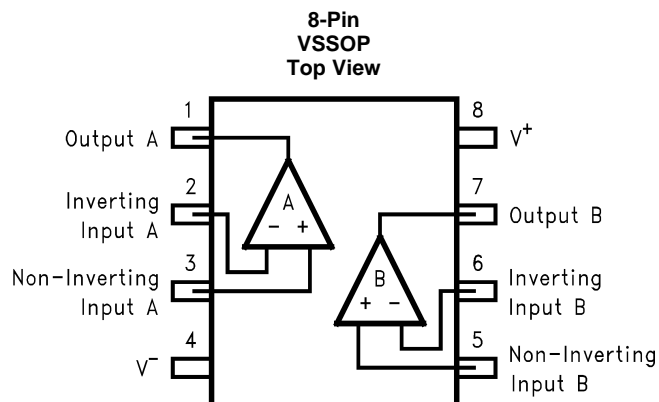 8-Pin
VSSOP
Top View
1
Output A
2
Inverting
Input A
3
Non-Inverting
Input A
4
V-
8
V+
7
Output B
6
Inverting
Input B
5
Non-Inverting
Input B
A
- +
B
+ -